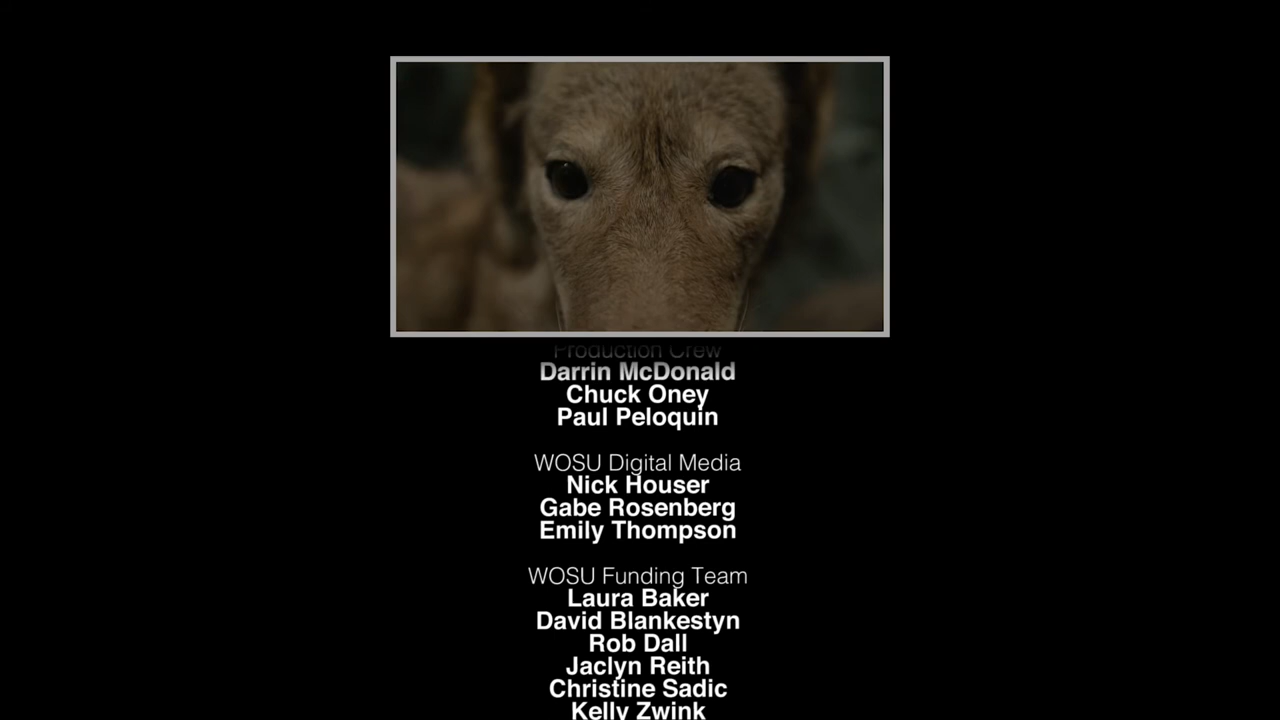 Production Crew
Darrin McDonald
Chuck Oney
Paul Peloquin
WOSU Digital Media
Nick Houser
Gabe Rosenberg
Emily Thompson
WOSU Funding Team
Laura Baker
David Blankestyn
Rob Dall
Jaclyn Reith
Christine Sadic
Kelly Zwink